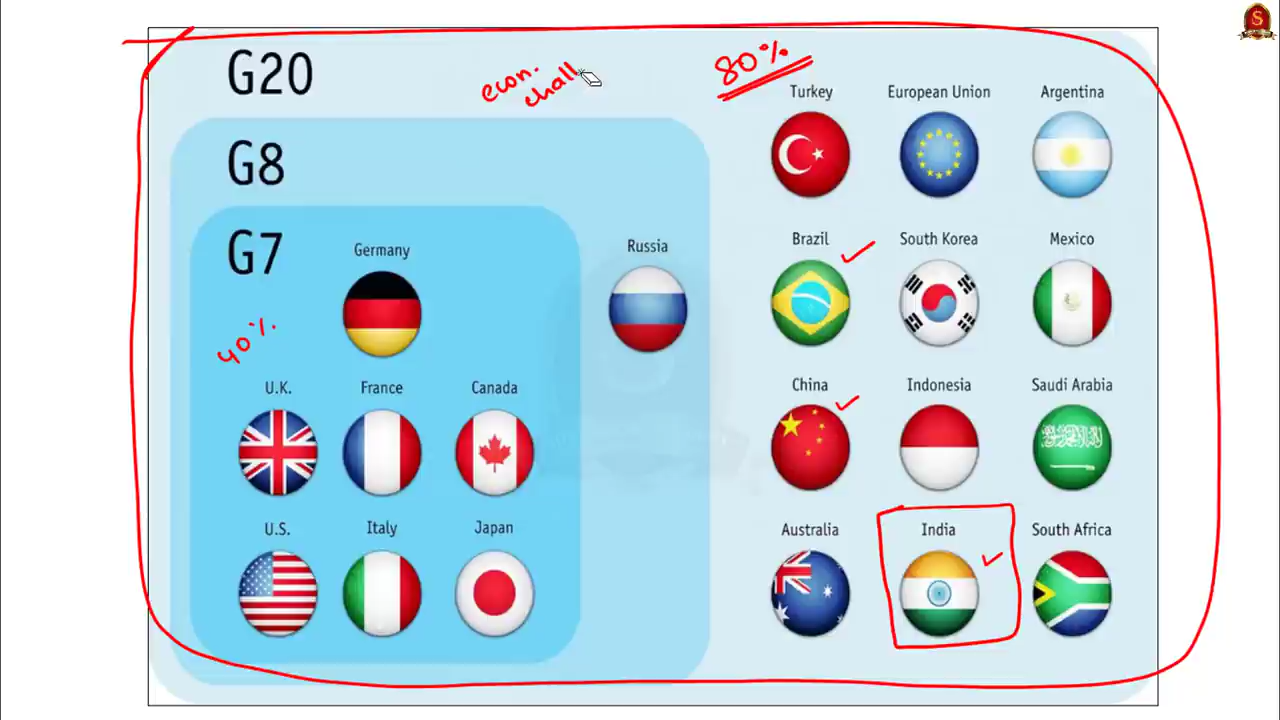 G20
econ.
chall
80%
Turkey European Union Argentina
G8
G7
Germany
Russia
Brazil South Korea Mexico
40%
U.K. France Canada
China Indonesia Saudi Arabia
U.S. Italy Japan
Australia India South Africa
S